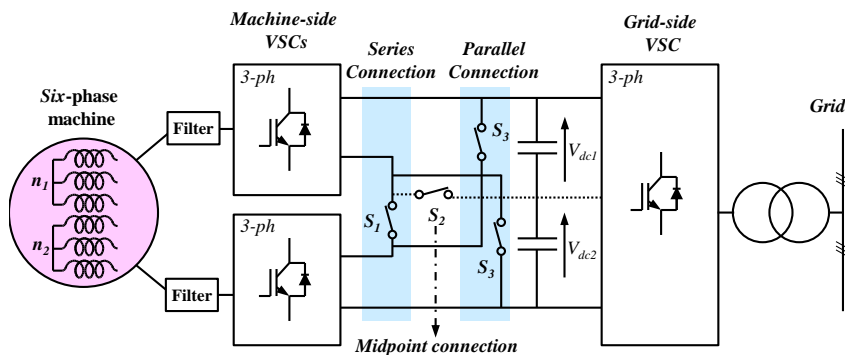 Machine-side
VSCs
Series
Connection
Parallel
Connection
Grid-side
VSC
Six-phase
machine
Filter
3-ph
3-ph
Grid
n1
n2
S3
Vdc1
S1
S2
S3
Vdc2
3-ph
Filter
Midpoint connection